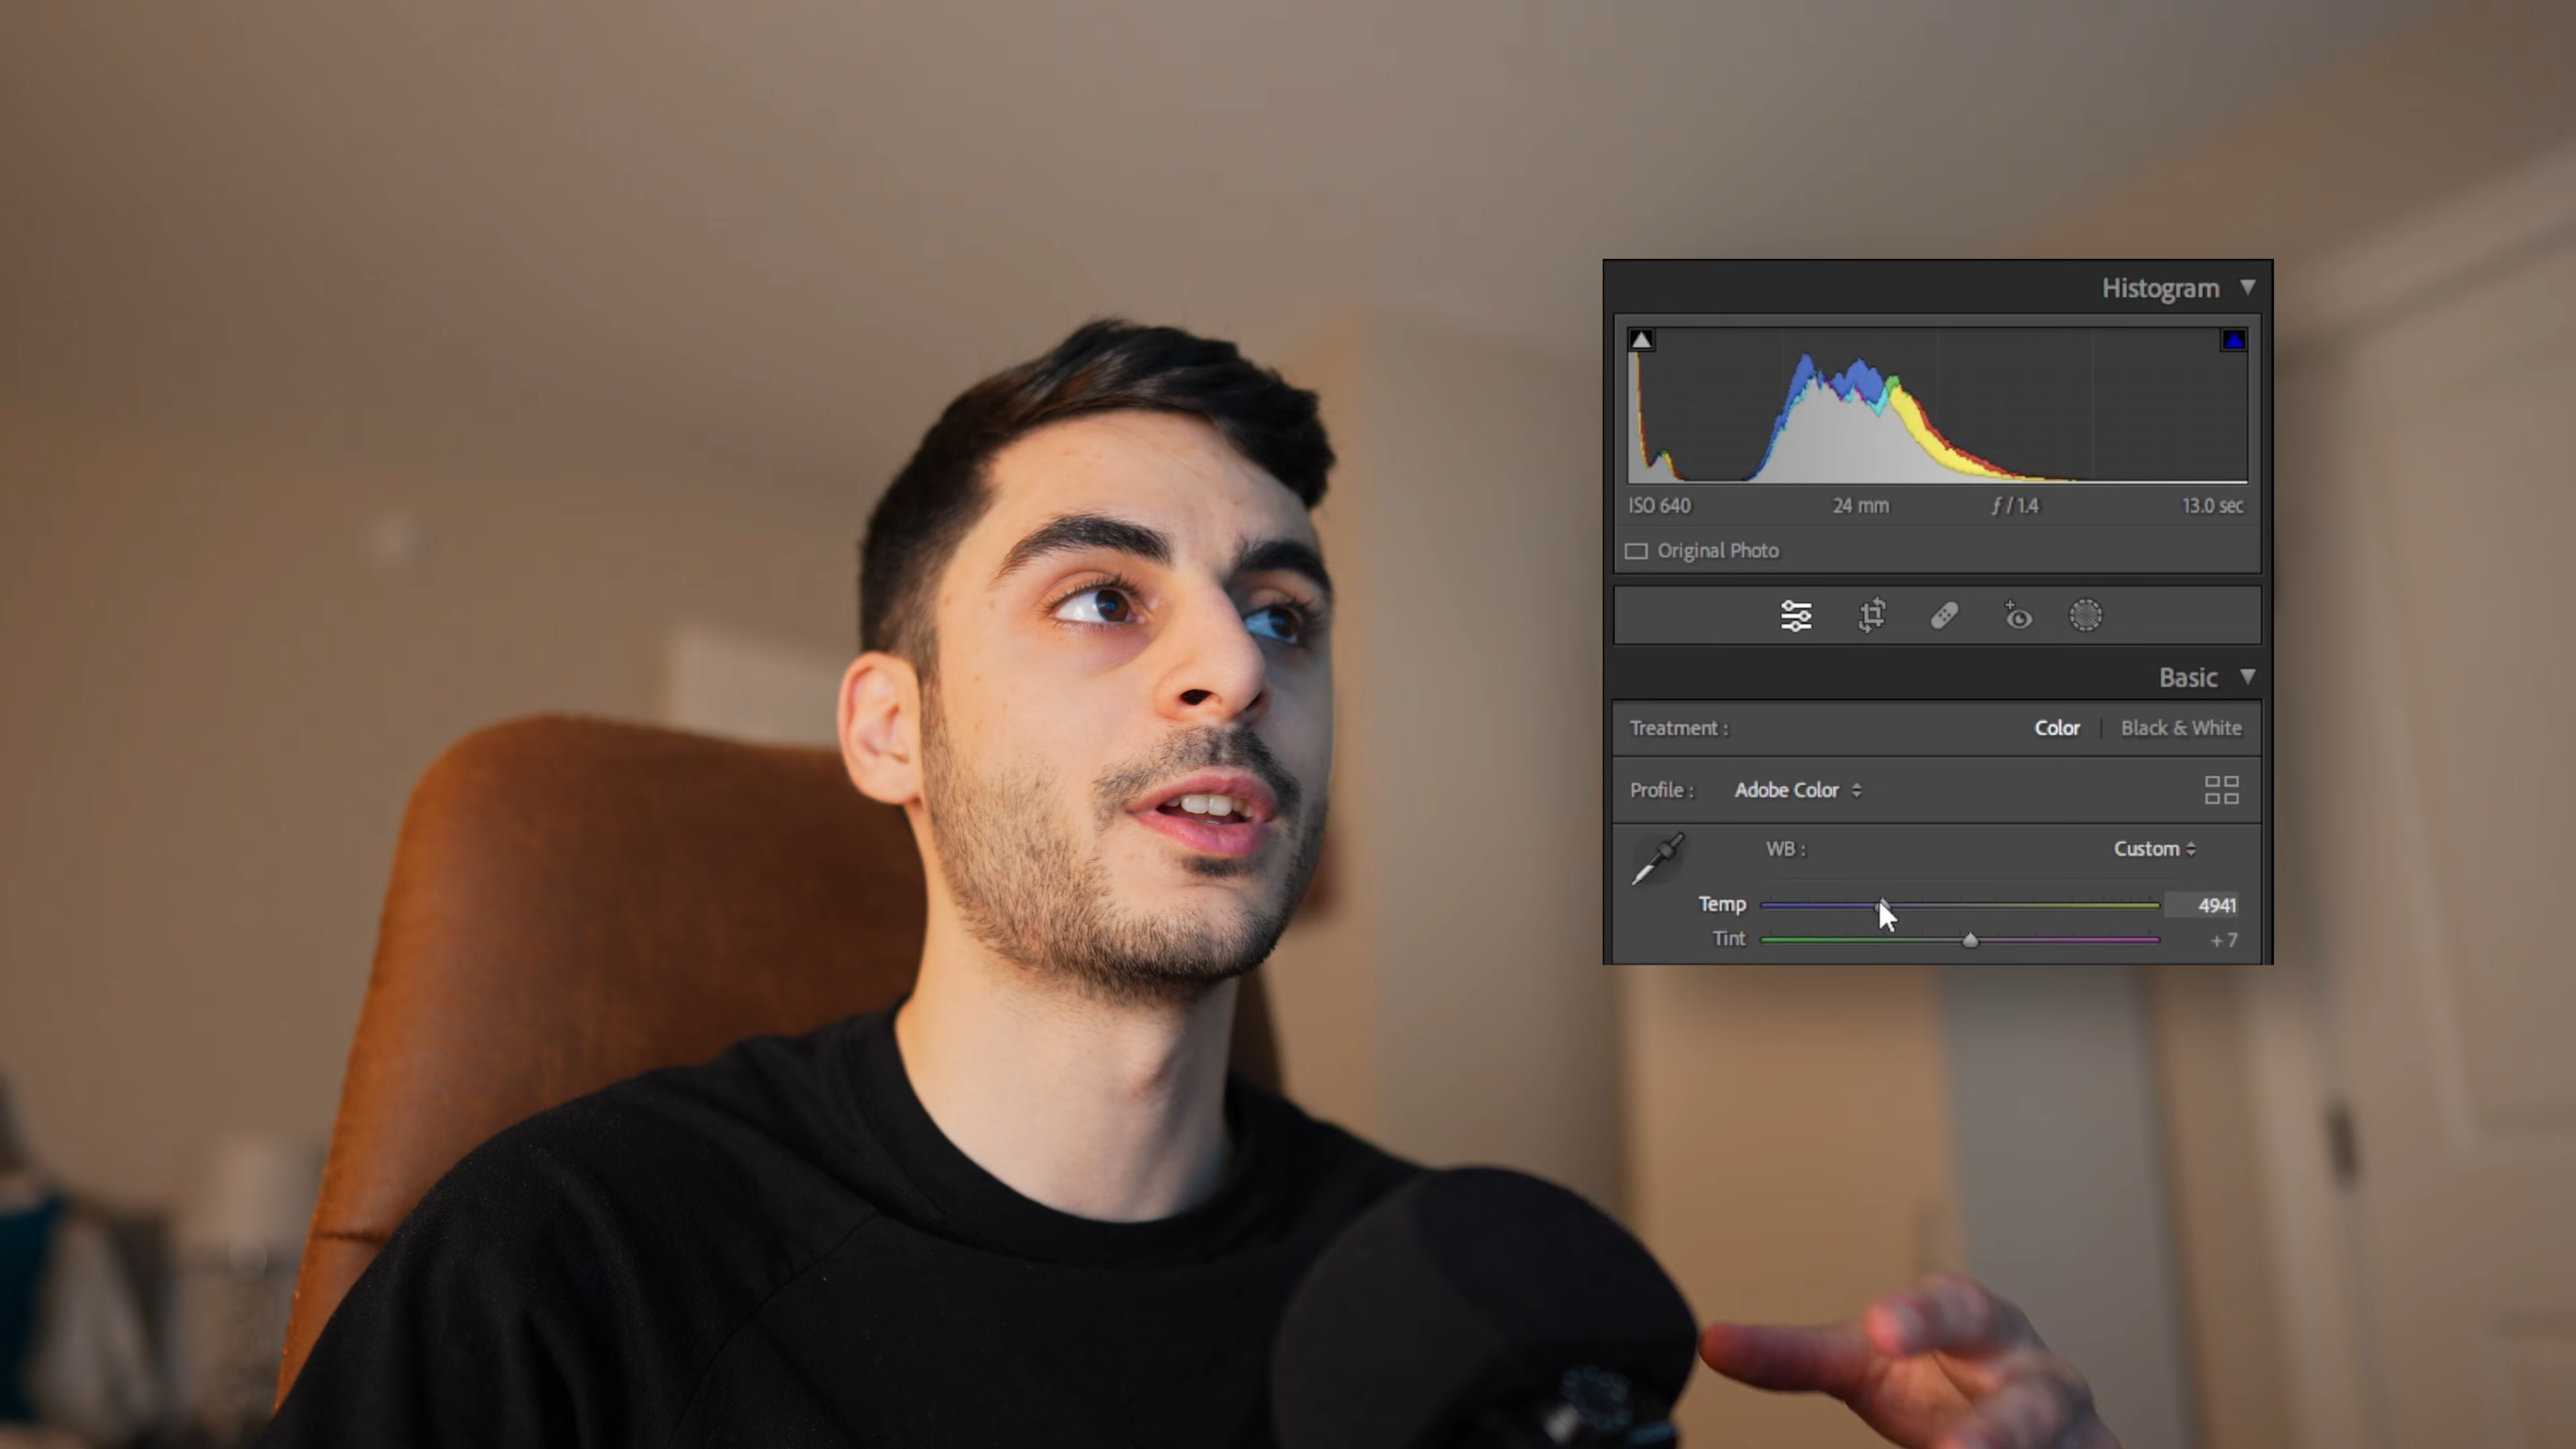 Histogram
ISO 640 24 mm ƒ / 1.4 13.0 sec
Original Photo
Basic
Treatment : Color | Black & White
Profile : Adobe Color
WB : Custom
Temp 4941
Tint + 7